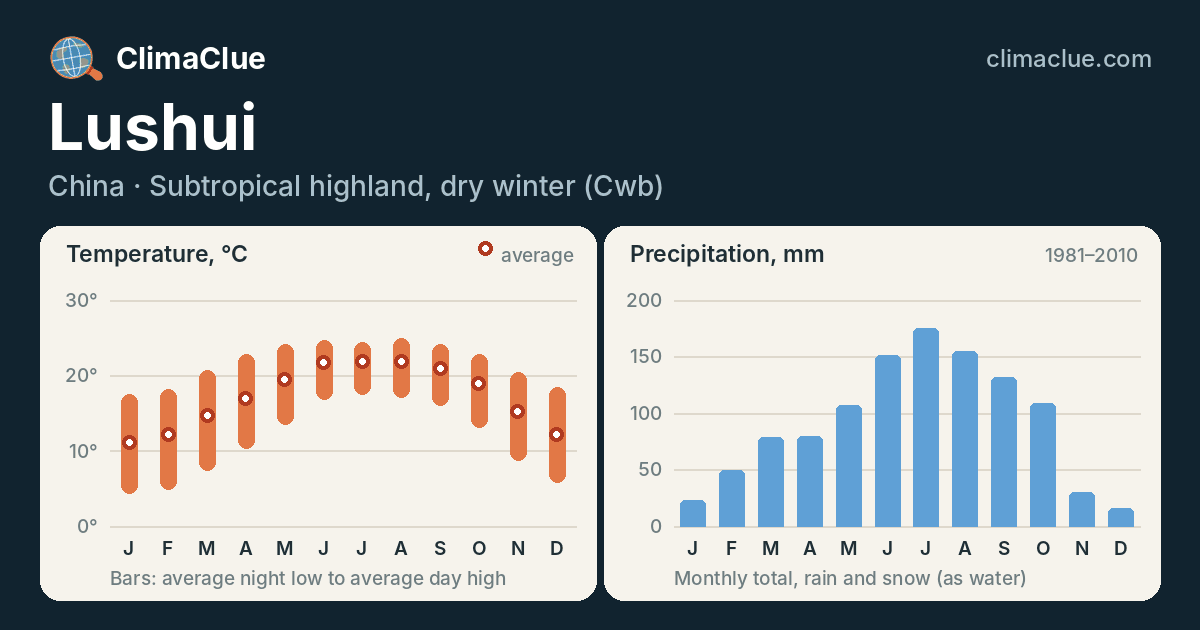 ClimaClue
climaclue.com
Lushui
China · Subtropical highland, dry winter (Cwb)
Temperature, °C
average
30°
20°
10°
0°
J F M A M J J A S O N D
Bars: average night low to average day high
Precipitation, mm
1981–2010
200
150
100
50
0
J F M A M J J A S O N D
Monthly total, rain and snow (as water)